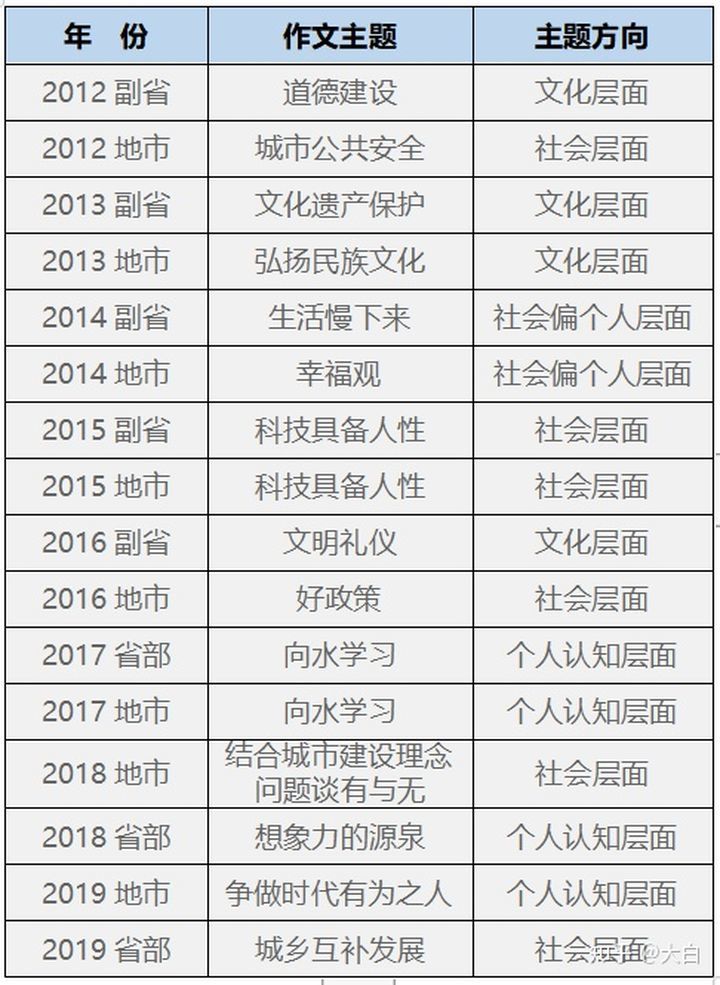 年 份 作文主题 主题方向
2012 副省 道德建设 文化层面
2012 地市 城市公共安全 社会层面
2013 副省 文化遗产保护 文化层面
2013 地市 弘扬民族文化 文化层面
2014 副省 生活慢下来 社会偏个人层面
2014 地市 幸福观 社会偏个人层面
2015 副省 科技具备人性 社会层面
2015 地市 科技具备人性 社会层面
2016 副省 文明礼仪 文化层面
2016 地市 好政策 社会层面
2017 省部 向水学习 个人认知层面
2017 地市 向水学习 个人认知层面
2018 地市 结合城市建设理念
问题谈有与无 社会层面
2018 省部 想象力的源泉 个人认知层面
2019 地市 争做时代有为之人 个人认知层面
2019 省部 城乡互补发展 社会层面
知乎 @大白